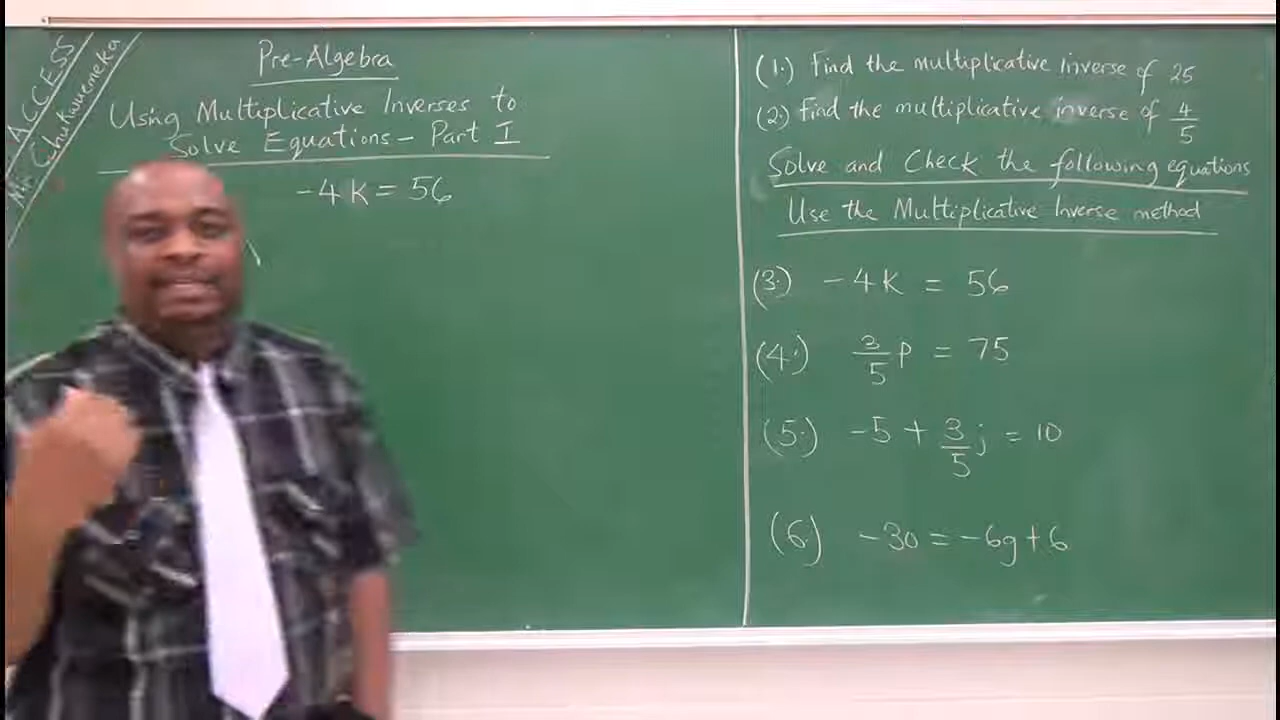 ACCESS
Mr. Chukwuemeka
Pre-Algebra
Using Multiplicative Inverses to
Solve Equations - Part I
-4k = 56
(1.) Find the multiplicative inverse of 25
(2.) Find the multiplicative inverse of 4/5
Solve and Check the following equations
Use the Multiplicative Inverse method
(3.) -4k = 56
(4.) 3/5 p = 75
(5.) -5 + 3/5 j = 10
(6.) -30 = -6g + 6